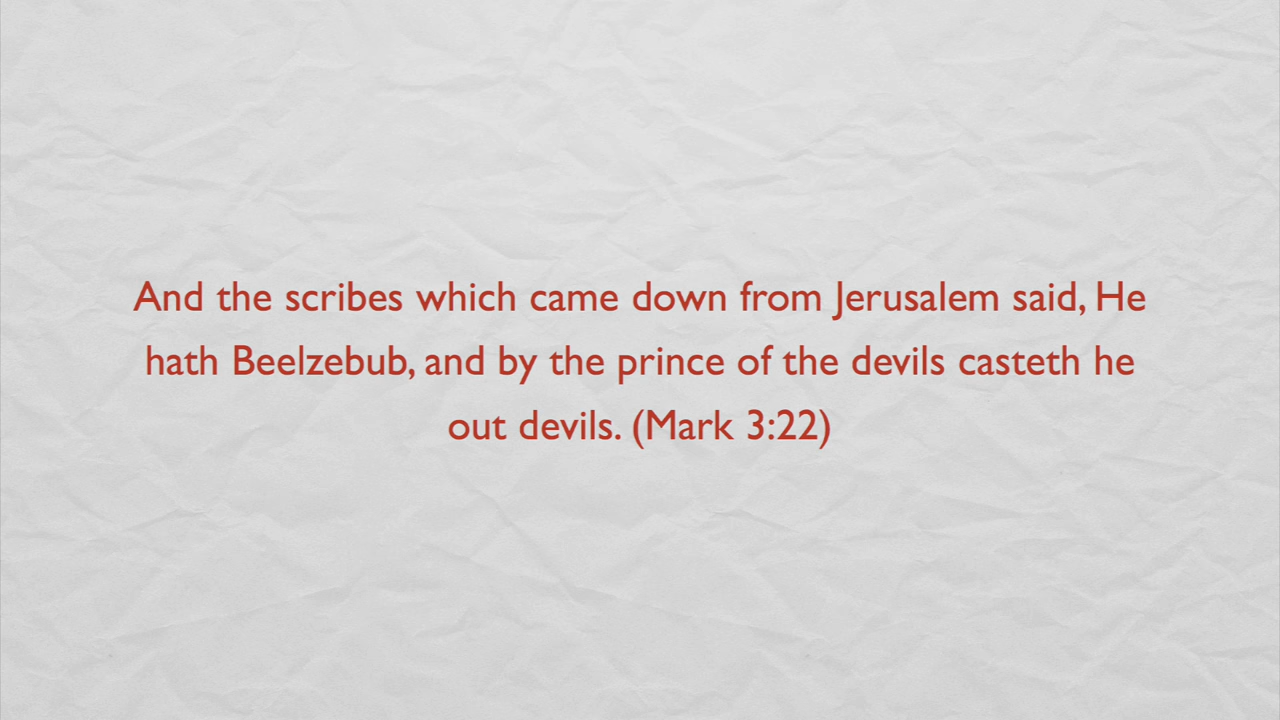 And the scribes which came down from Jerusalem said, He
hath Beelzebub, and by the prince of the devils casteth he
out devils. (Mark 3:22)